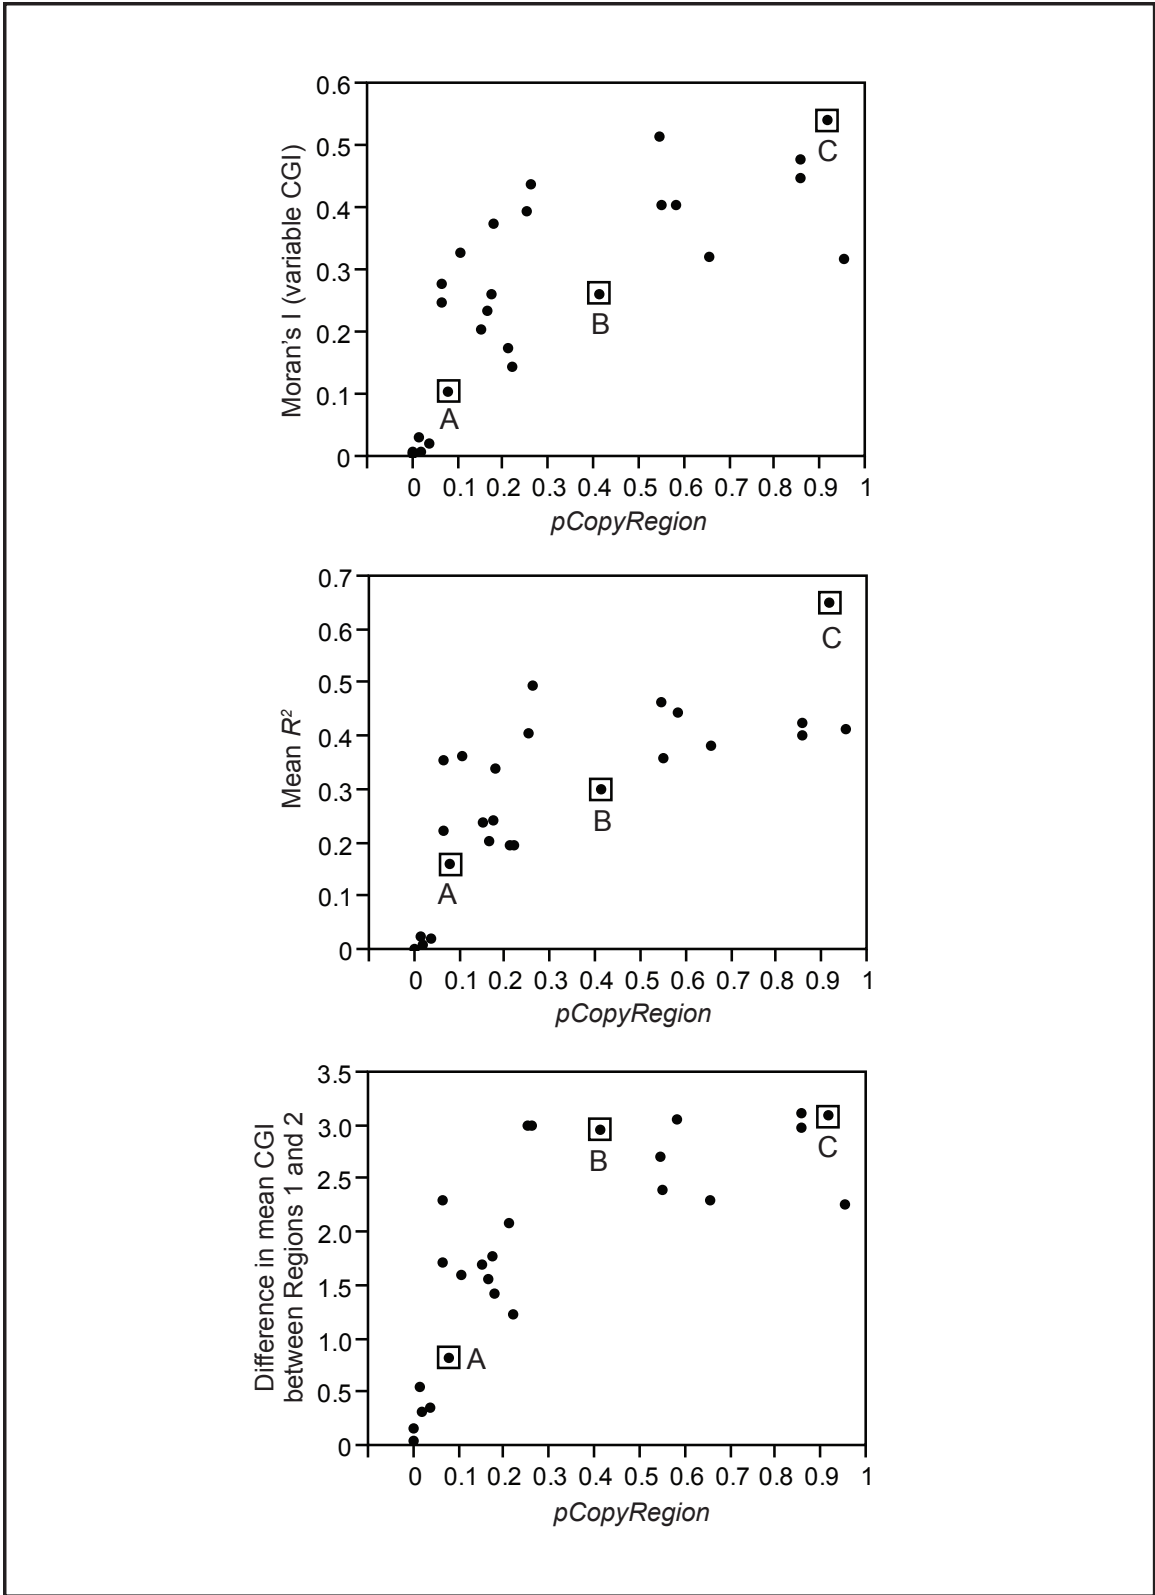 0.6
0.5
0.4
0.3
0.2
0.1
0
Moran's I (variable CGI)
C
B
A
0 0.1 0.2 0.3 0.4 0.5 0.6 0.7 0.8 0.9 1
pCopyRegion
0.7
0.6
0.5
0.4
0.3
0.2
0.1
0
Mean R²
C
B
A
0 0.1 0.2 0.3 0.4 0.5 0.6 0.7 0.8 0.9 1
pCopyRegion
3.5
3.0
2.5
2.0
1.5
1.0
0.5
0
Difference in mean CGI
between Regions 1 and 2
B
C
A
0 0.1 0.2 0.3 0.4 0.5 0.6 0.7 0.8 0.9 1
pCopyRegion